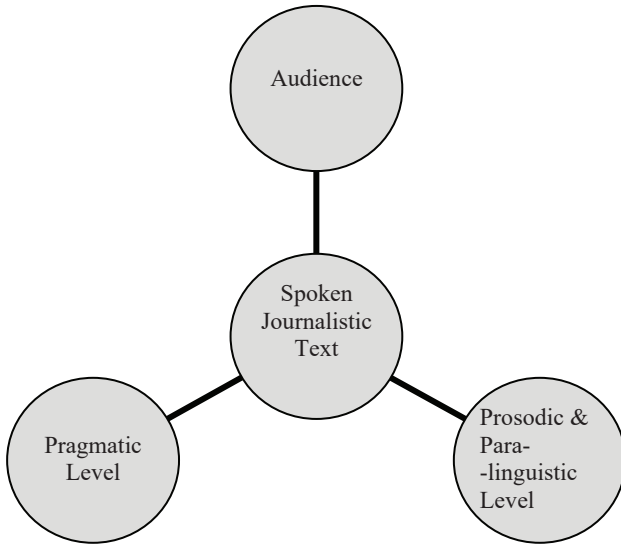 Audience
Spoken
Journalistic
Text
Pragmatic
Level
Prosodic &
Para-
-linguistic
Level